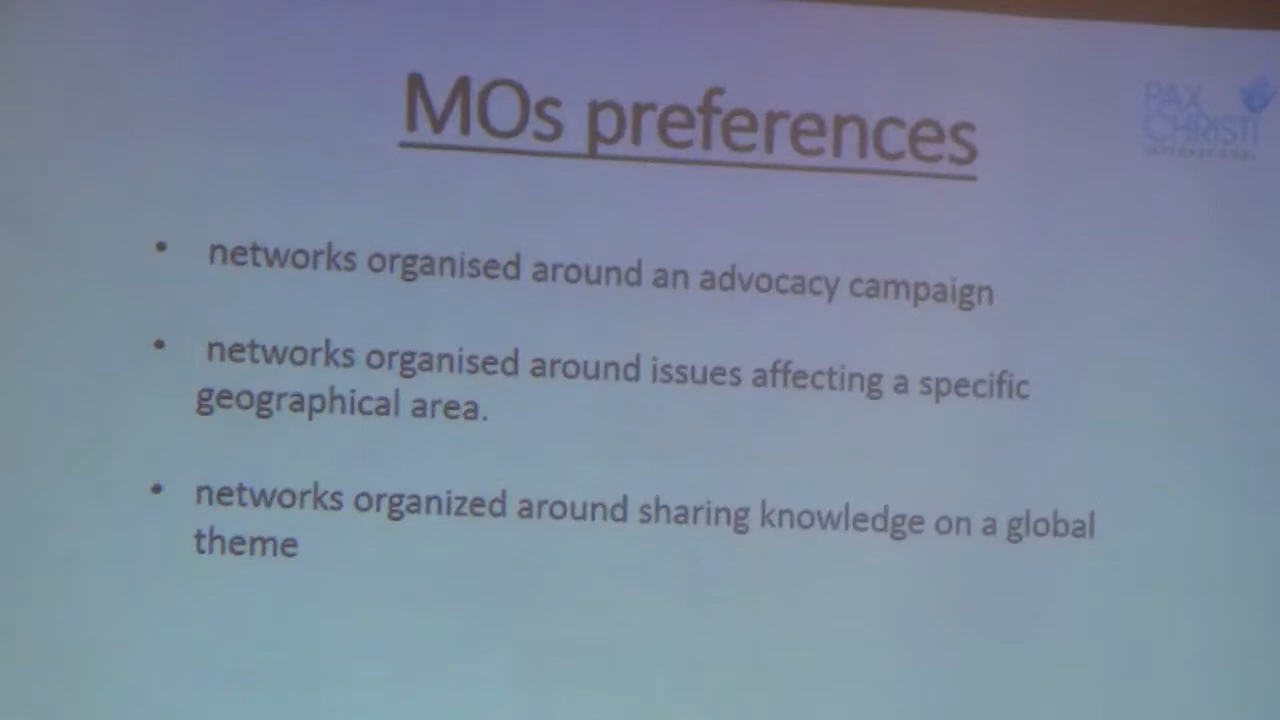 MOs preferences
PAX
CHRISTI
INTERNATIONAL
• networks organised around an advocacy campaign
• networks organised around issues affecting a specific
geographical area.
• networks organized around sharing knowledge on a global
theme